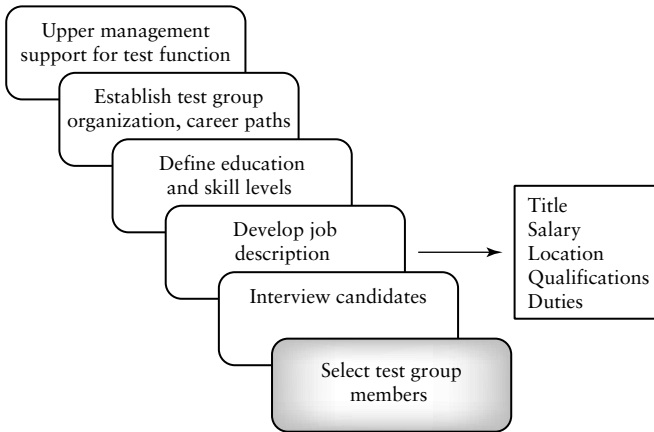 Upper management
support for test function
Establish test group
organization, career paths
Define education
and skill levels
Develop job
description
Title
Salary
Location
Qualifications
Duties
Interview candidates
Select test group
members